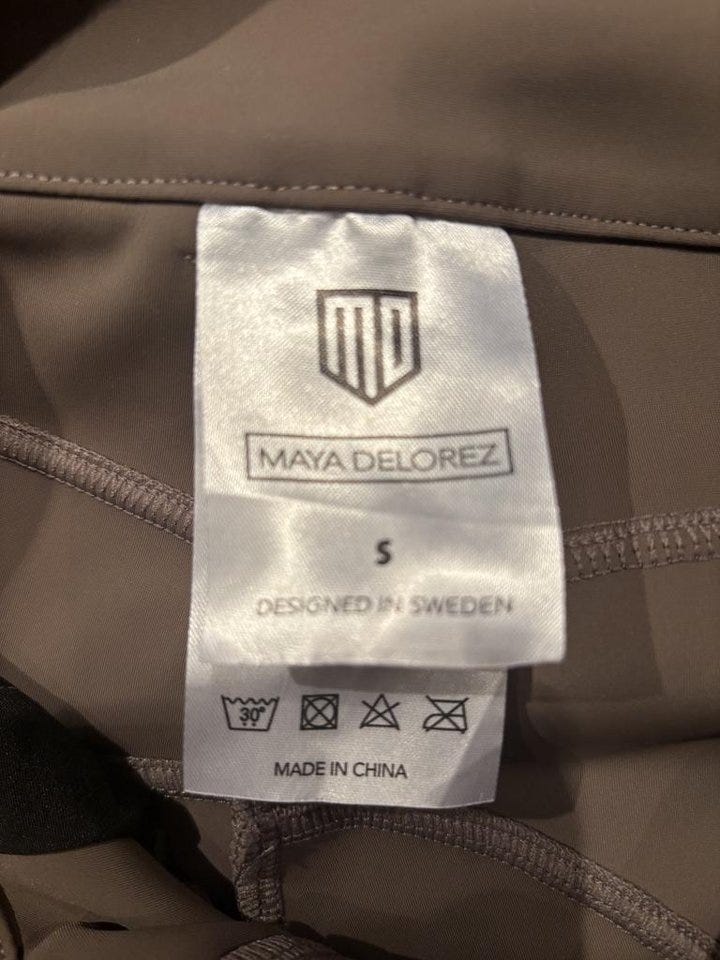 MD
MAYA DELOREZ
S
DESIGNED IN SWEDEN
30°
MADE IN CHINA